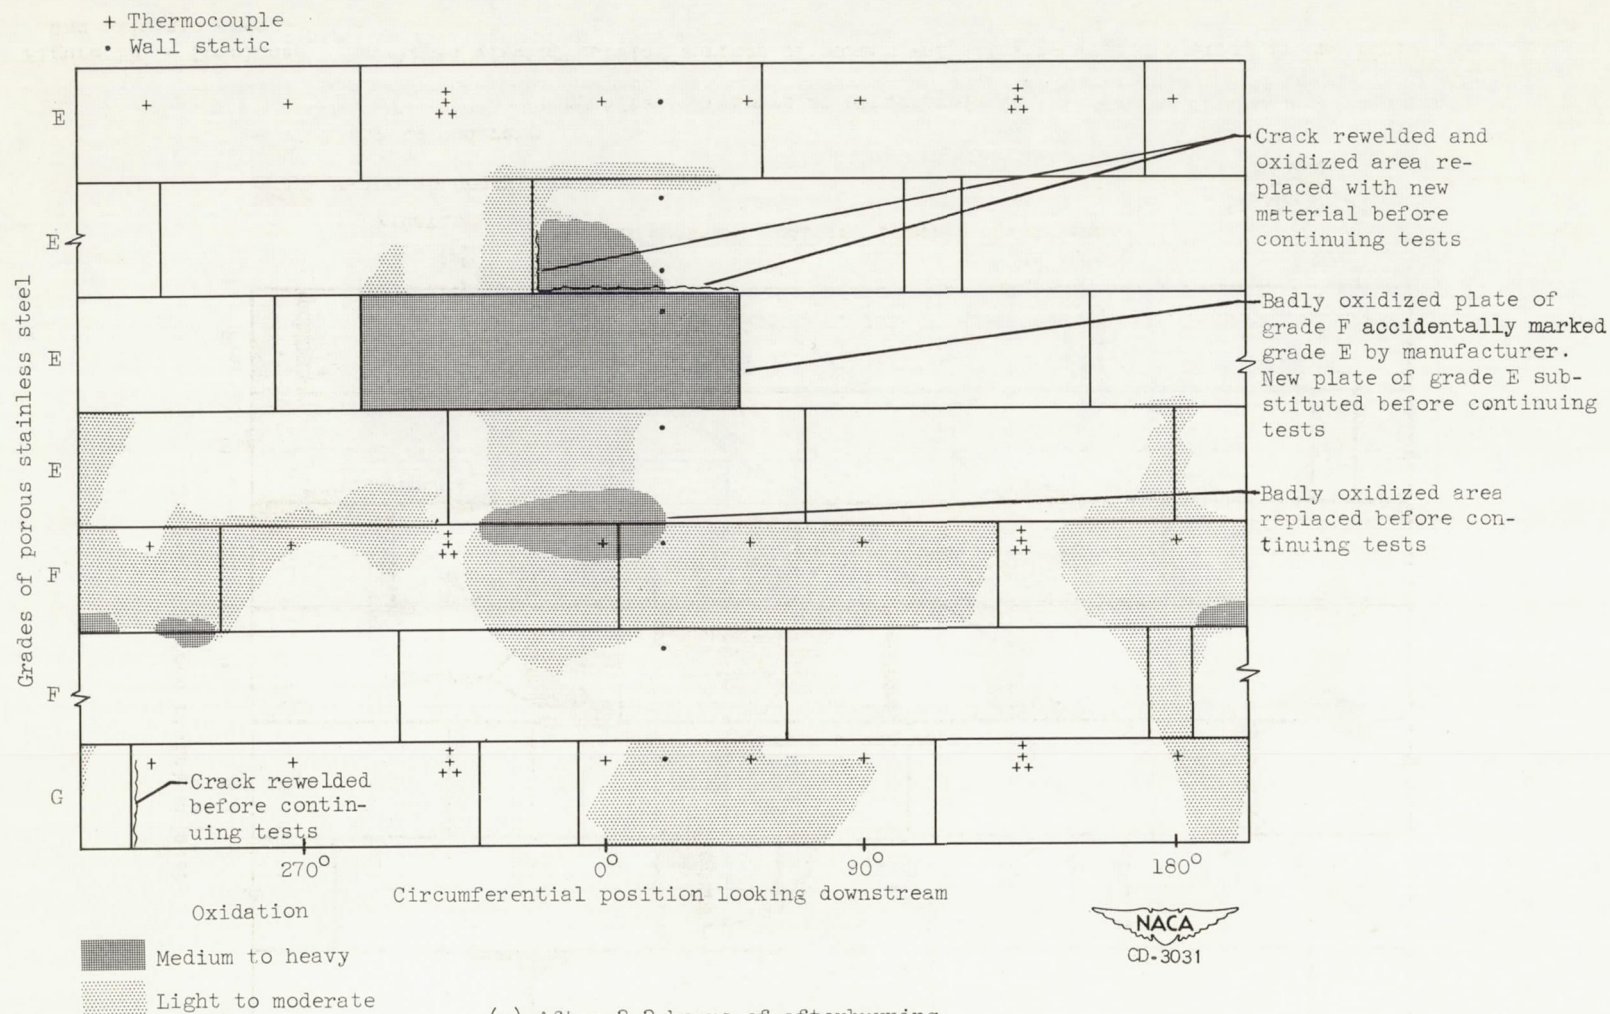 + Thermocouple
• Wall static
Grades of porous stainless steel
E
E
E
E
F
F
G
Crack rewelded and
oxidized area re-
placed with new
material before
continuing tests
Badly oxidized plate of
grade F accidentally marked
grade E by manufacturer.
New plate of grade E sub-
stituted before continuing
tests
Badly oxidized area
replaced before con-
tinuing tests
Crack rewelded
before contin-
uing tests
270° 0° 90° 180°
Circumferential position looking downstream
Oxidation
Medium to heavy
Light to moderate
NACA
CD-3031
hours of afterburning